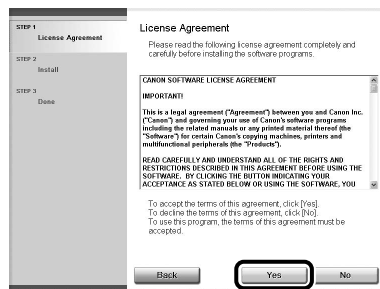 STEP 1
License Agreement
STEP 2
Install
STEP 3
Done
License Agreement
Please read the following license agreement completely and
carefully before installing the software programs.
CANON SOFTWARE LICENSE AGREEMENT
IMPORTANT!
This is a legal agreement ("Agreement") between you and Canon Inc.
("Canon") and governing your use of Canon's software programs
including the related manuals or any printed material thereof (the
"Software") for certain Canon's copying machines, printers and
multifunctional peripherals (the "Products").
READ CAREFULLY AND UNDERSTAND ALL OF THE RIGHTS AND
RESTRICTIONS DESCRIBED IN THIS AGREEMENT BEFORE USING THE
SOFTWARE. BY CLICKING THE BUTTON INDICATING YOUR
ACCEPTANCE AS STATED BELOW OR USING THE SOFTWARE, YOU
To accept the terms of this agreement, click [Yes].
To decline the terms of this agreement, click [No].
To use this program, the terms of this agreement must be
accepted.
Back
Yes
No